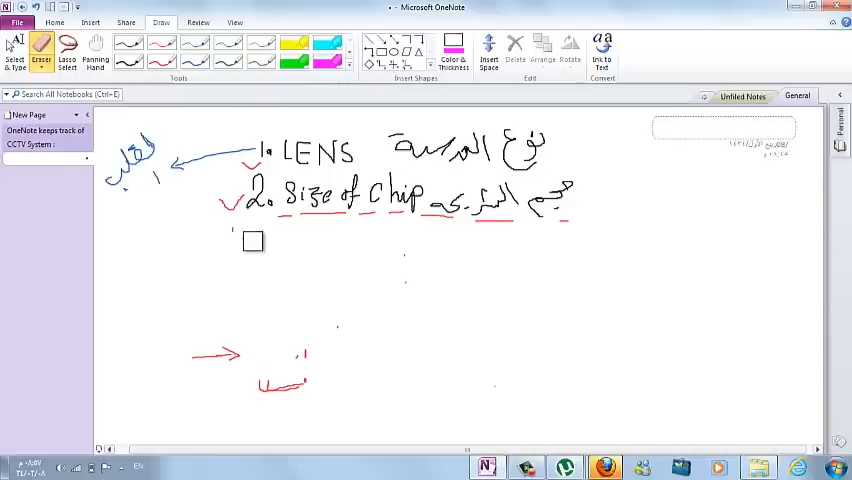 • - Microsoft OneNote
File Home Insert Share Draw Review View
Select & Type Eraser Lasso Select Panning Hand Color & Thickness Insert Space Delete Arrange Rotate Ink to Text
Tools Insert Shapes Edit Convert
Search All Notebooks (Ctrl+E) Unfiled Notes General
New Page
OneNote keeps track of
CCTV System :
Personal
1. LENS نوع العدسة
2. Size of Chip حجم الشريحة
EN